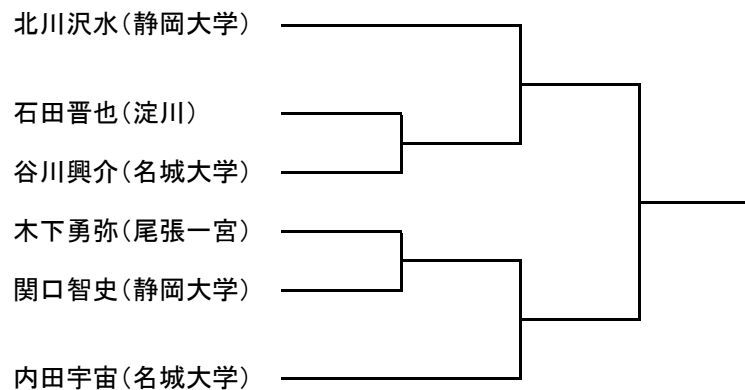 北川沢水（静岡大学）
石田晋也（淀川）
谷川興介（名城大学）
木下勇弥（尾張一宮）
関口智史（静岡大学）
内田宇宙（名城大学）